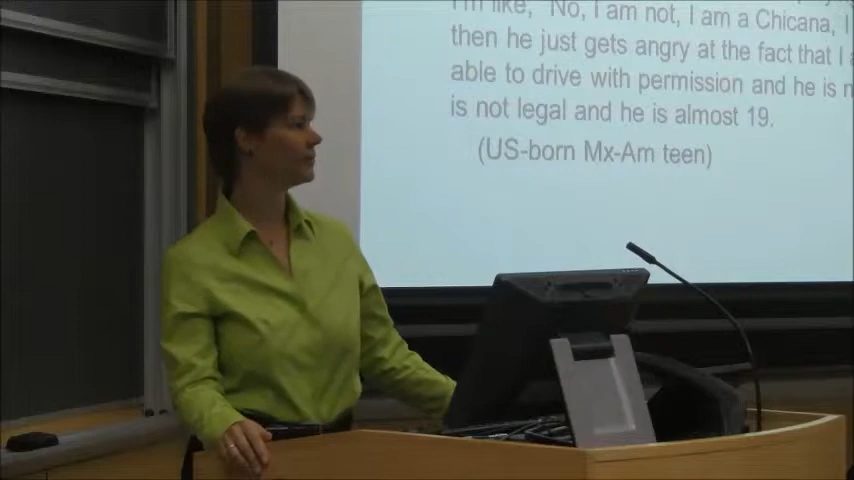 I'm like, "No, I am not, I am a Chicana, I
then he just gets angry at the fact that I
able to drive with permission and he is
is not legal and he is almost 19.
(US-born Mx-Am teen)